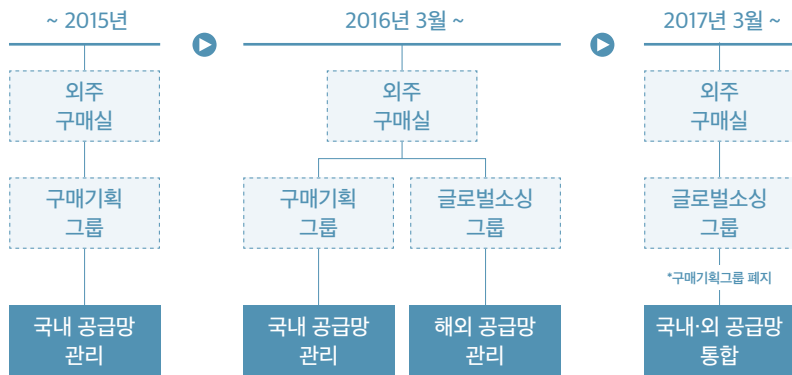 ~ 2015년
외주
구매실
구매기획
그룹
국내 공급망
관리
2016년 3월 ~
외주
구매실
구매기획
그룹
글로벌소싱
그룹
국내 공급망
관리
해외 공급망
관리
2017년 3월 ~
외주
구매실
글로벌소싱
그룹
*구매기획그룹 폐지
국내·외 공급망
통합